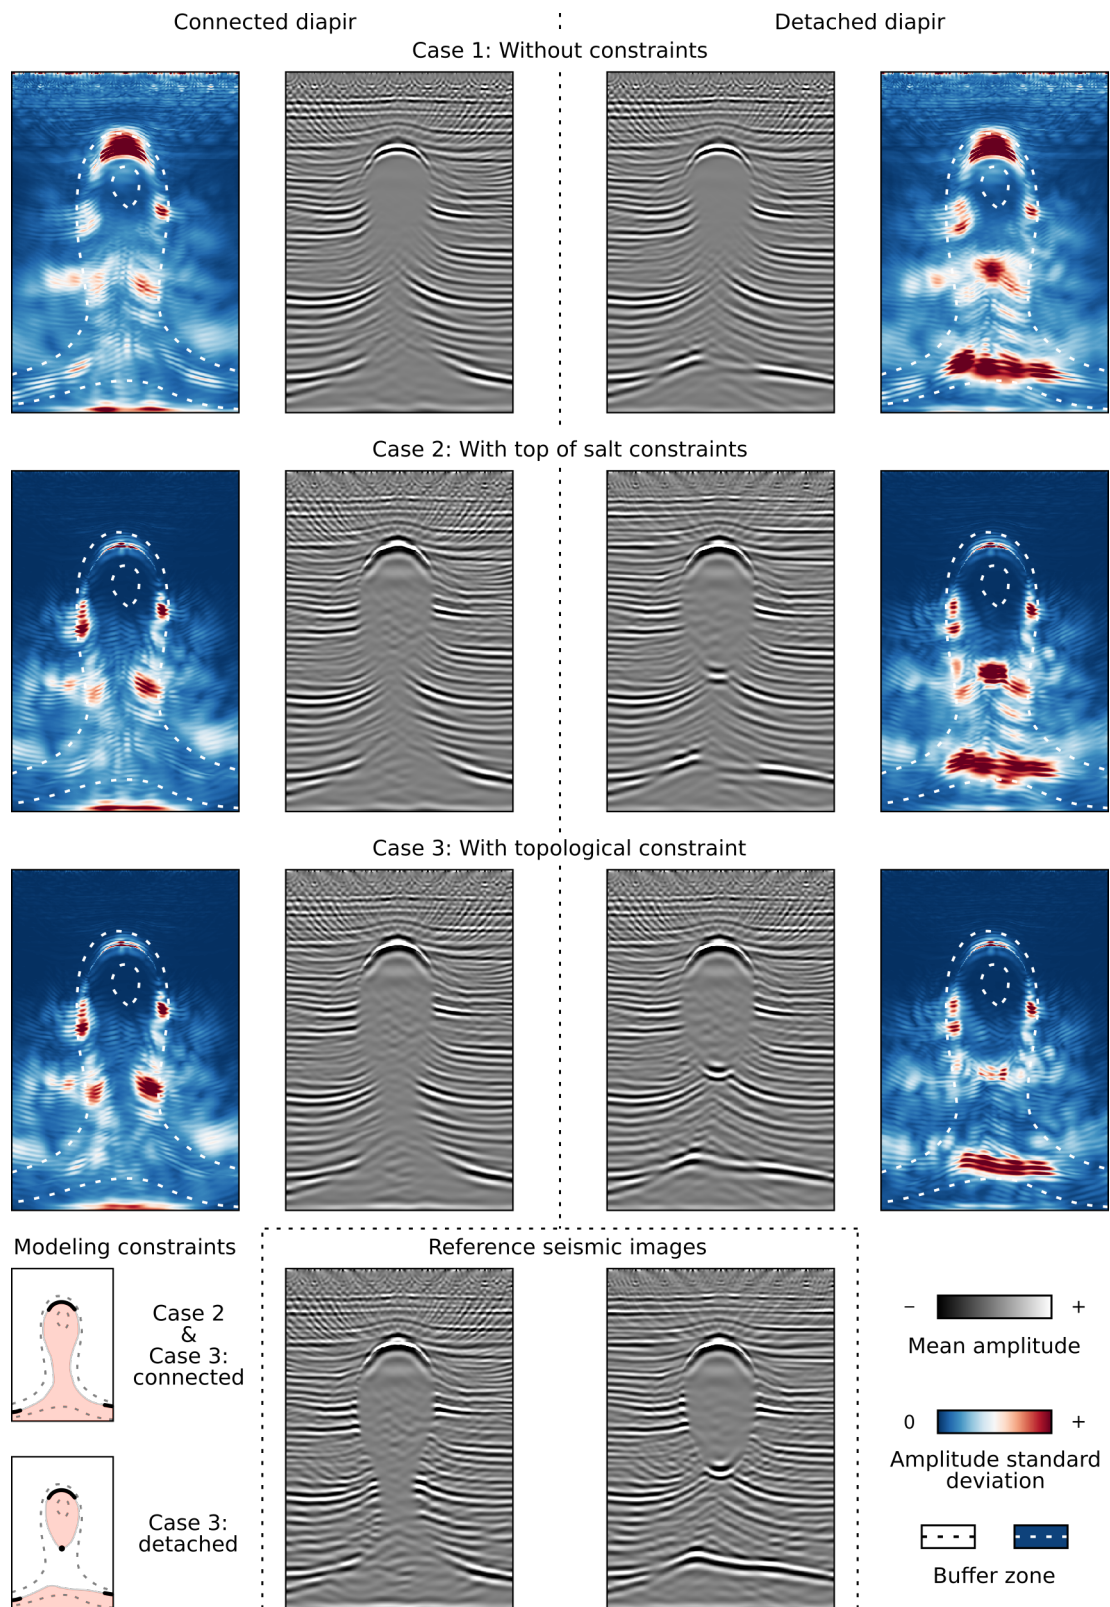 Connected diapir
Detached diapir
Case 1: Without constraints
Case 2: With top of salt constraints
Case 3: With topological constraint
Modeling constraints
Case 2
&
Case 3:
connected
Case 3:
detached
Reference seismic images
− +
Mean amplitude
0 +
Amplitude standard
deviation
Buffer zone